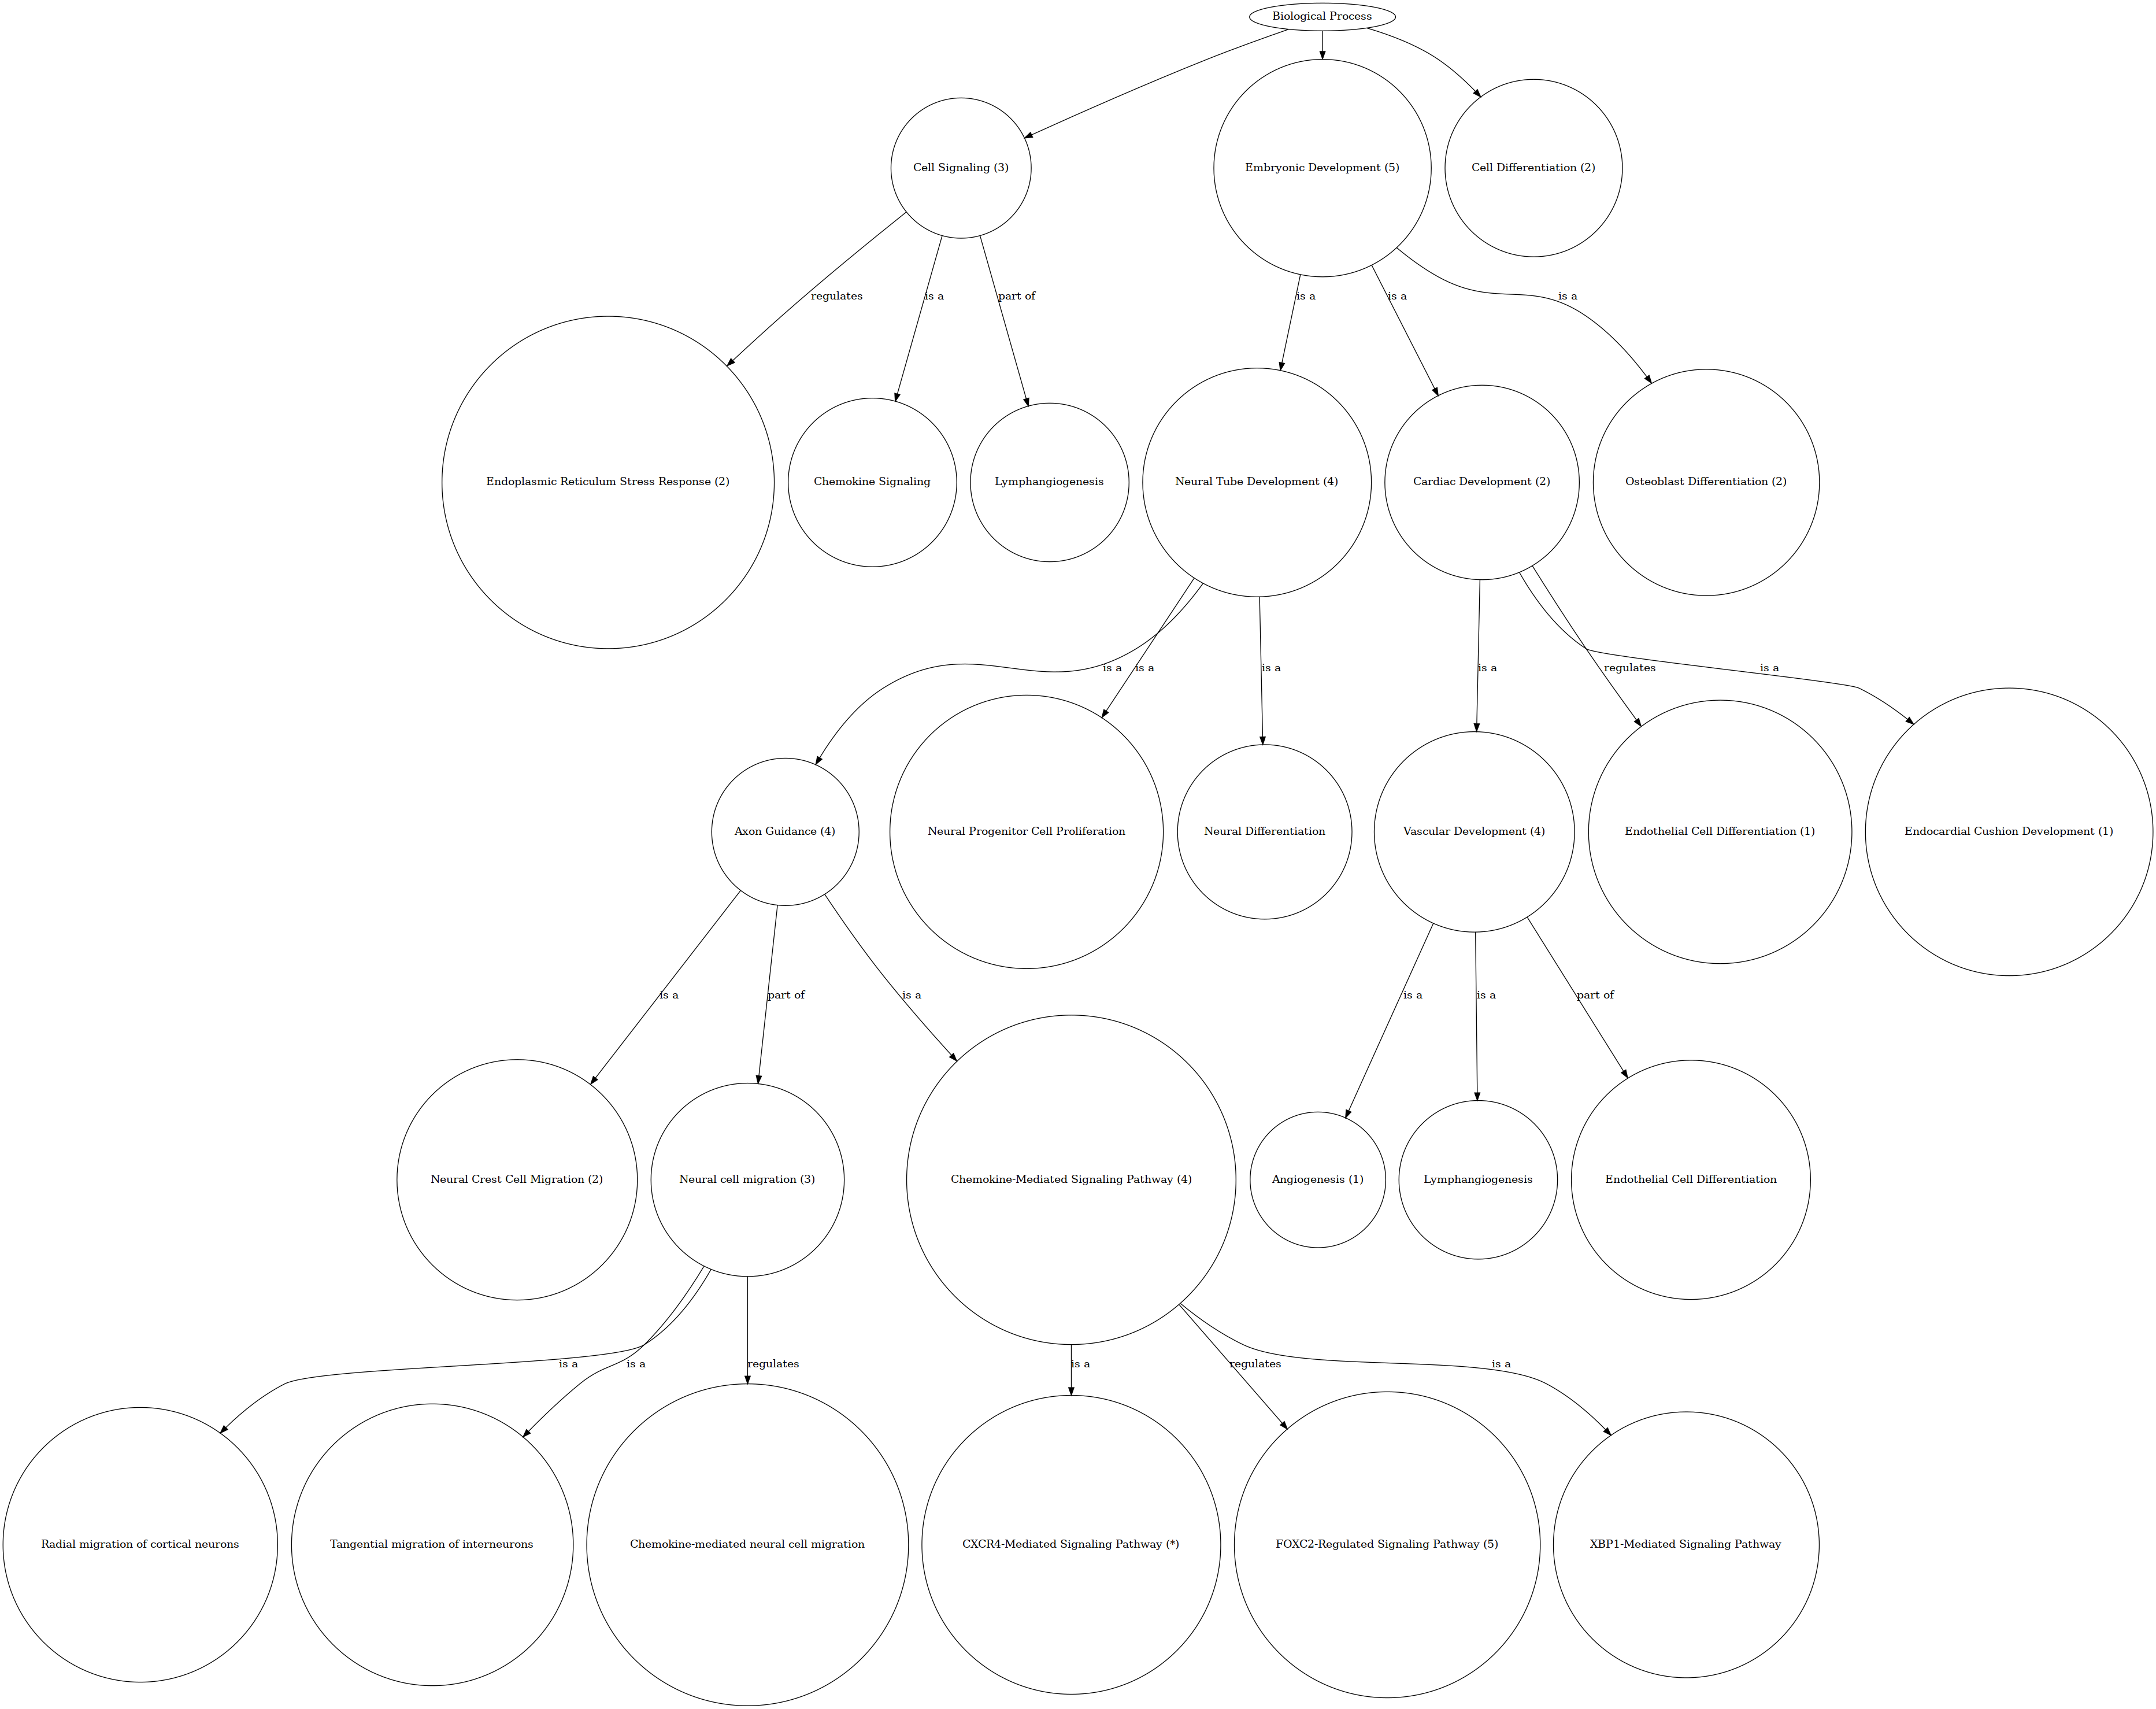 Biological Process
Cell Signaling (3)
Embryonic Development (5)
Cell Differentiation (2)
regulates
is a
part of
is a
is a
is a
Endoplasmic Reticulum Stress Response (2)
Chemokine Signaling
Lymphangiogenesis
Neural Tube Development (4)
Cardiac Development (2)
Osteoblast Differentiation (2)
is a
is a
is a
is a
regulates
is a
Axon Guidance (4)
Neural Progenitor Cell Proliferation
Neural Differentiation
Vascular Development (4)
Endothelial Cell Differentiation (1)
Endocardial Cushion Development (1)
is a
part of
is a
is a
is a
part of
Neural Crest Cell Migration (2)
Neural cell migration (3)
Chemokine-Mediated Signaling Pathway (4)
Angiogenesis (1)
Lymphangiogenesis
Endothelial Cell Differentiation
is a
is a
regulates
is a
regulates
is a
Radial migration of cortical neurons
Tangential migration of interneurons
Chemokine-mediated neural cell migration
CXCR4-Mediated Signaling Pathway (*)
FOXC2-Regulated Signaling Pathway (5)
XBP1-Mediated Signaling Pathway